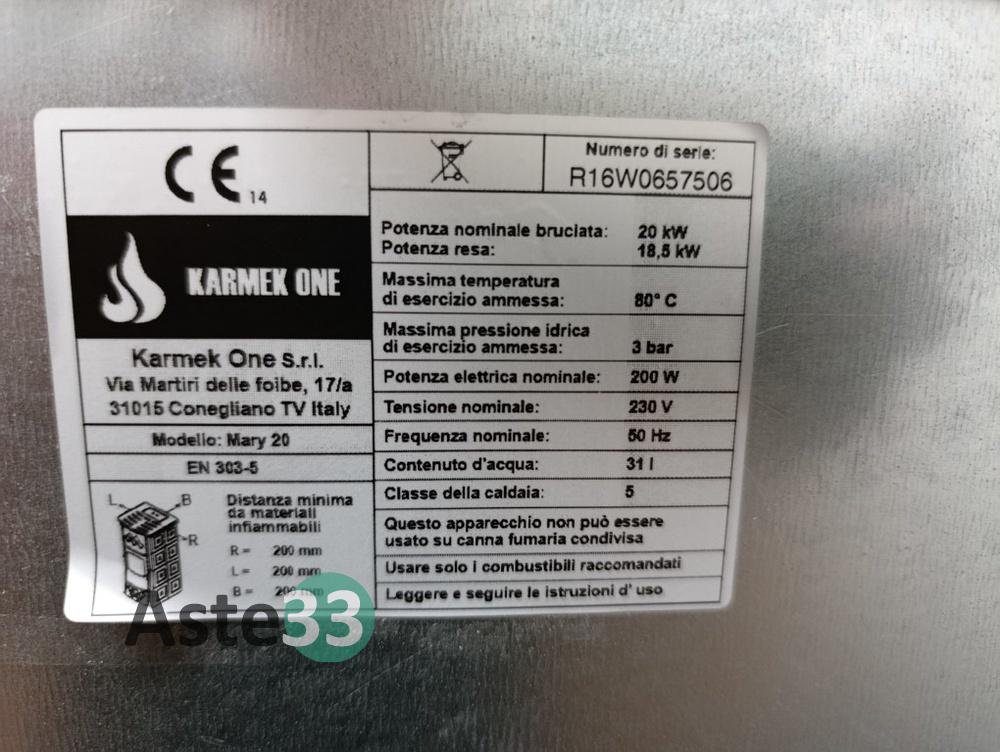 CE 14
KARMEK ONE
Karmek One S.r.l.
Via Martiri delle foibe, 17/a
31015 Conegliano TV Italy
Modello: Mary 20
EN 303-5
L
B
R
Distanza minima
da materiali
infiammabili
R = 200 mm
L = 200 mm
B = 200 mm
Numero di serie:
R16W0657506
Potenza nominale bruciata: 20 kW
Potenza resa: 18,5 kW
Massima temperatura
di esercizio ammessa: 80° C
Massima pressione idrica
di esercizio ammessa: 3 bar
Potenza elettrica nominale: 200 W
Tensione nominale: 230 V
Frequenza nominale: 50 Hz
Contenuto d'acqua: 31 l
Classe della caldaia: 5
Questo apparecchio non può essere
usato su canna fumaria condivisa
Usare solo i combustibili raccomandati
Leggere e seguire le istruzioni d' uso
Aste33